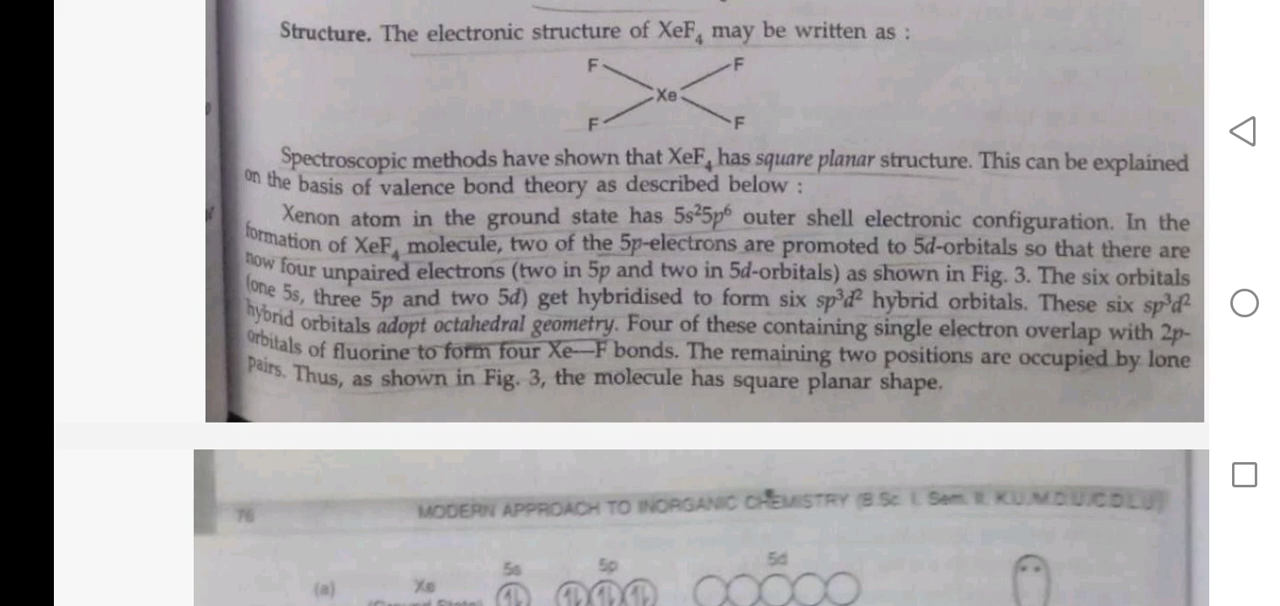 Structure. The electronic structure of XeF₄ may be written as :
F F
Xe
F F
Spectroscopic methods have shown that XeF₄ has square planar structure. This can be explained
on the basis of valence bond theory as described below :
Xenon atom in the ground state has 5s²5p⁶ outer shell electronic configuration. In the
formation of XeF₄ molecule, two of the 5p-electrons are promoted to 5d-orbitals so that there are
now four unpaired electrons (two in 5p and two in 5d-orbitals) as shown in Fig. 3. The six orbitals
(one 5s, three 5p and two 5d) get hybridised to form six sp³d² hybrid orbitals. These six sp³d²
hybrid orbitals adopt octahedral geometry. Four of these containing single electron overlap with 2p-
orbitals of fluorine to form four Xe—F bonds. The remaining two positions are occupied by lone
pairs. Thus, as shown in Fig. 3, the molecule has square planar shape.
76 MODERN APPROACH TO INORGANIC CHEMISTRY (B.Sc. I, Sem. II, K.U./M.D.U./C.D.L.U)
5s 5p 5d
(a) Xe